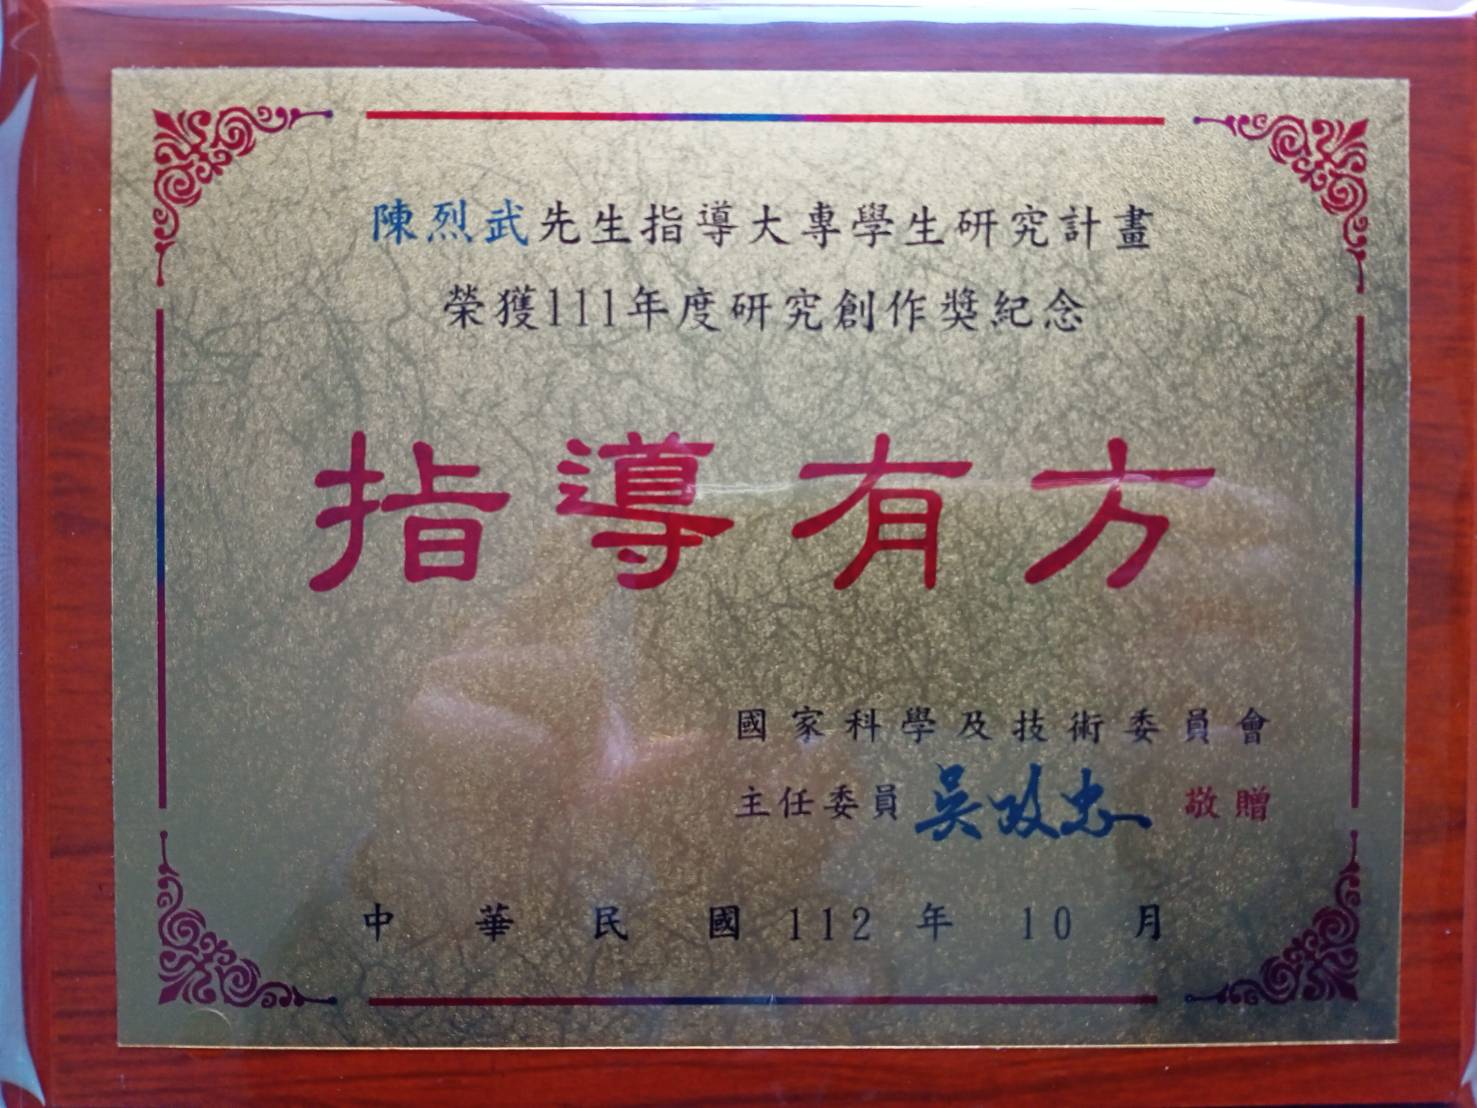 陳烈武先生指導大專學生研究計畫
榮獲111年度研究創作獎紀念
指導有方
國家科學及技術委員會
主任委員 吳政忠 敬贈
中華民國112年10月